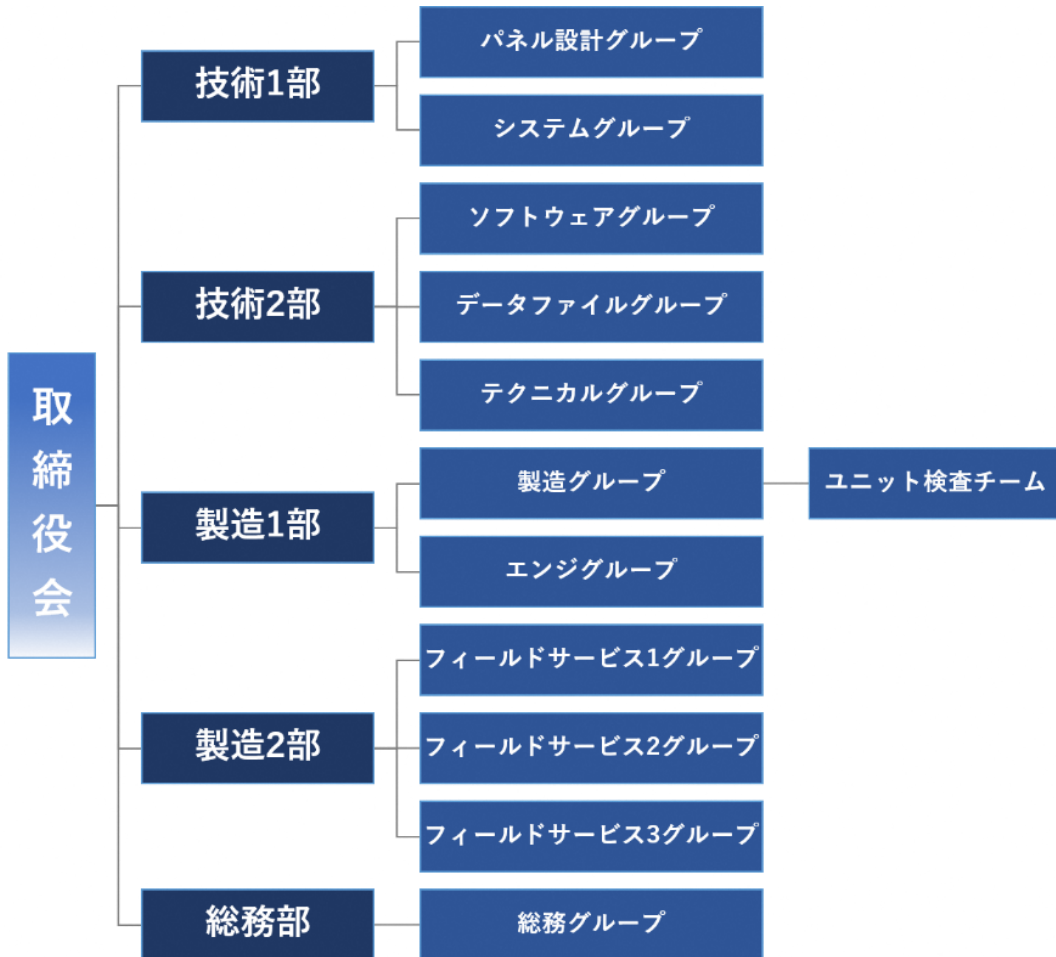 取締役会
技術1部
パネル設計グループ
システムグループ
技術2部
ソフトウェアグループ
データファイルグループ
テクニカルグループ
製造1部
製造グループ
ユニット検査チーム
エンジグループ
製造2部
フィールドサービス1グループ
フィールドサービス2グループ
フィールドサービス3グループ
総務部
総務グループ